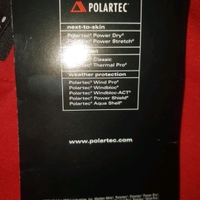 POLARTEC®
next-to-skin
Polartec® Power Dry®
Polartec® Power Stretch®
Classic
Polartec® Thermal Pro®
weather protection
Polartec® Wind Pro®
Polartec® Windbloc®
Polartec® Windbloc-ACT®
Polartec® Power Shield®
Polartec® Aqua Shell®
www.polartec.com